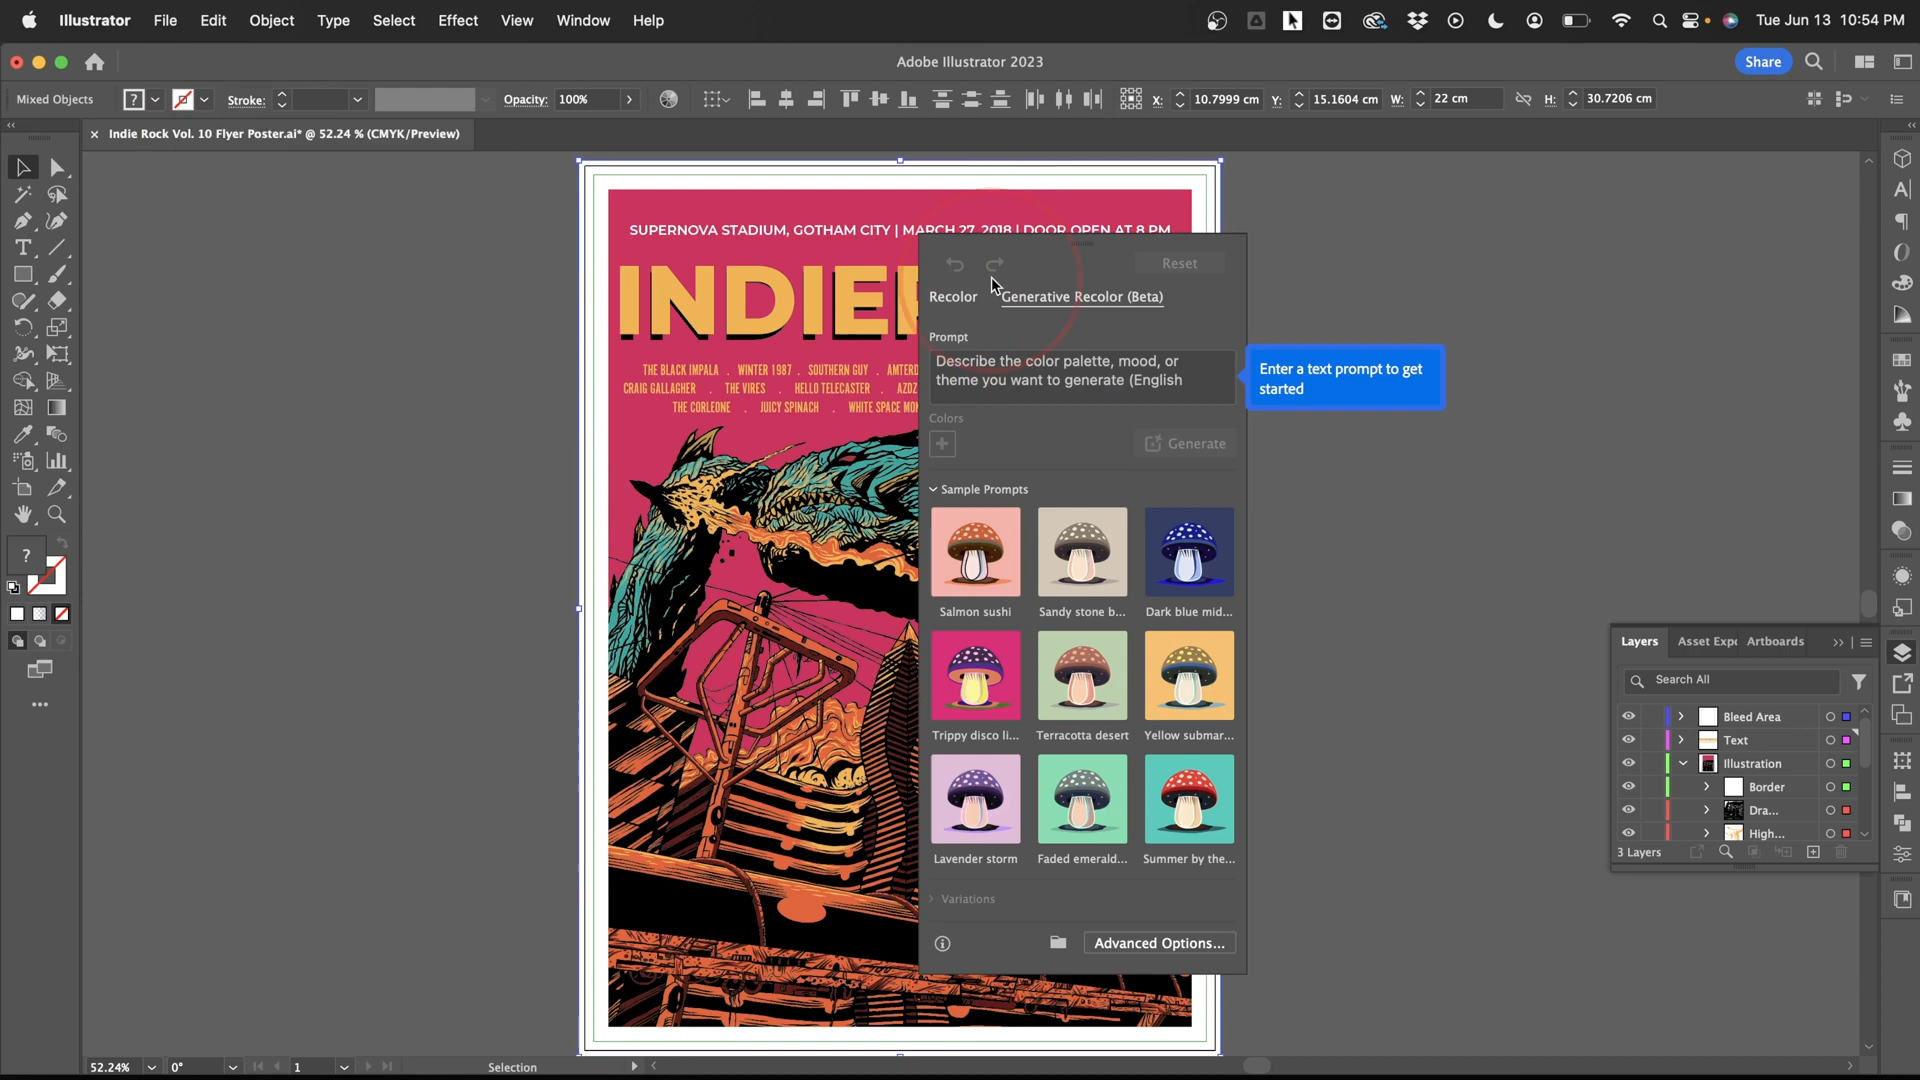 Illustrator File Edit Object Type Select Effect View Window Help Tue Jun 13 10:54 PM
Adobe Illustrator 2023 Share
Mixed Objects ? Stroke: Opacity: 100% X: 10.7999 cm Y: 15.1604 cm W: 22 cm H: 30.7206 cm
× Indie Rock Vol. 10 Flyer Poster.ai* @ 52.24 % (CMYK/Preview)
SUPERNOVA STADIUM, GOTHAM CITY | MARCH 27, 2018 | DOOR OPEN AT 8 PM
INDIE
THE BLACK IMPALA . WINTER 1987 . SOUTHERN GUY . AMTERD
CRAIG GALLAGHER . THE VIRES . HELLO TELECASTER . AZDZ
THE CORLEONE . JUICY SPINACH . WHITE SPACE MON
Reset
Recolor Generative Recolor (Beta)
Prompt
Describe the color palette, mood, or
theme you want to generate (English
Enter a text prompt to get
started
Colors
Generate
Sample Prompts
Salmon sushi Sandy stone b... Dark blue mid...
Trippy disco li... Terracotta desert Yellow submar...
Lavender storm Faded emerald... Summer by the...
Variations
Advanced Options...
?
Layers Asset Expo Artboards
Search All
Bleed Area
Text
Illustration
Border
Dra...
High...
3 Layers
52.24% 0° 1 Selection